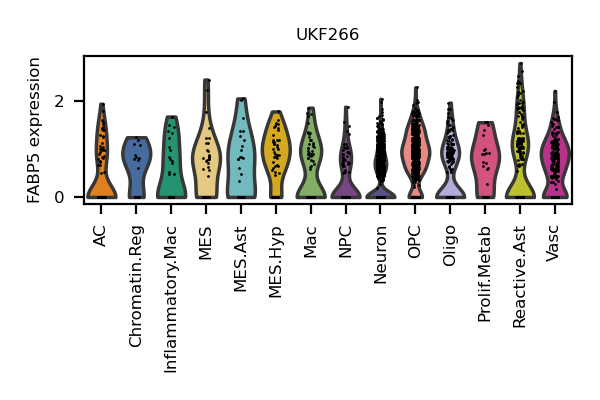 UKF266
FABP5 expression
2
0
AC
Chromatin.Reg
Inflammatory.Mac
MES
MES.Ast
MES.Hyp
Mac
NPC
Neuron
OPC
Oligo
Prolif.Metab
Reactive.Ast
Vasc